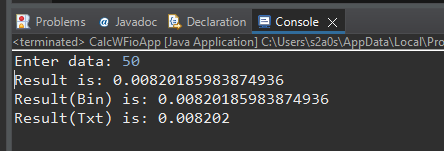 Problems Javadoc Declaration Console
<terminated> CalcWFioApp [Java Application] C:\Users\s2a0s\AppData\Local\Pro
Enter data: 50
Result is: 0.00820185983874936
Result(Bin) is: 0.00820185983874936
Result(Txt) is: 0.008202